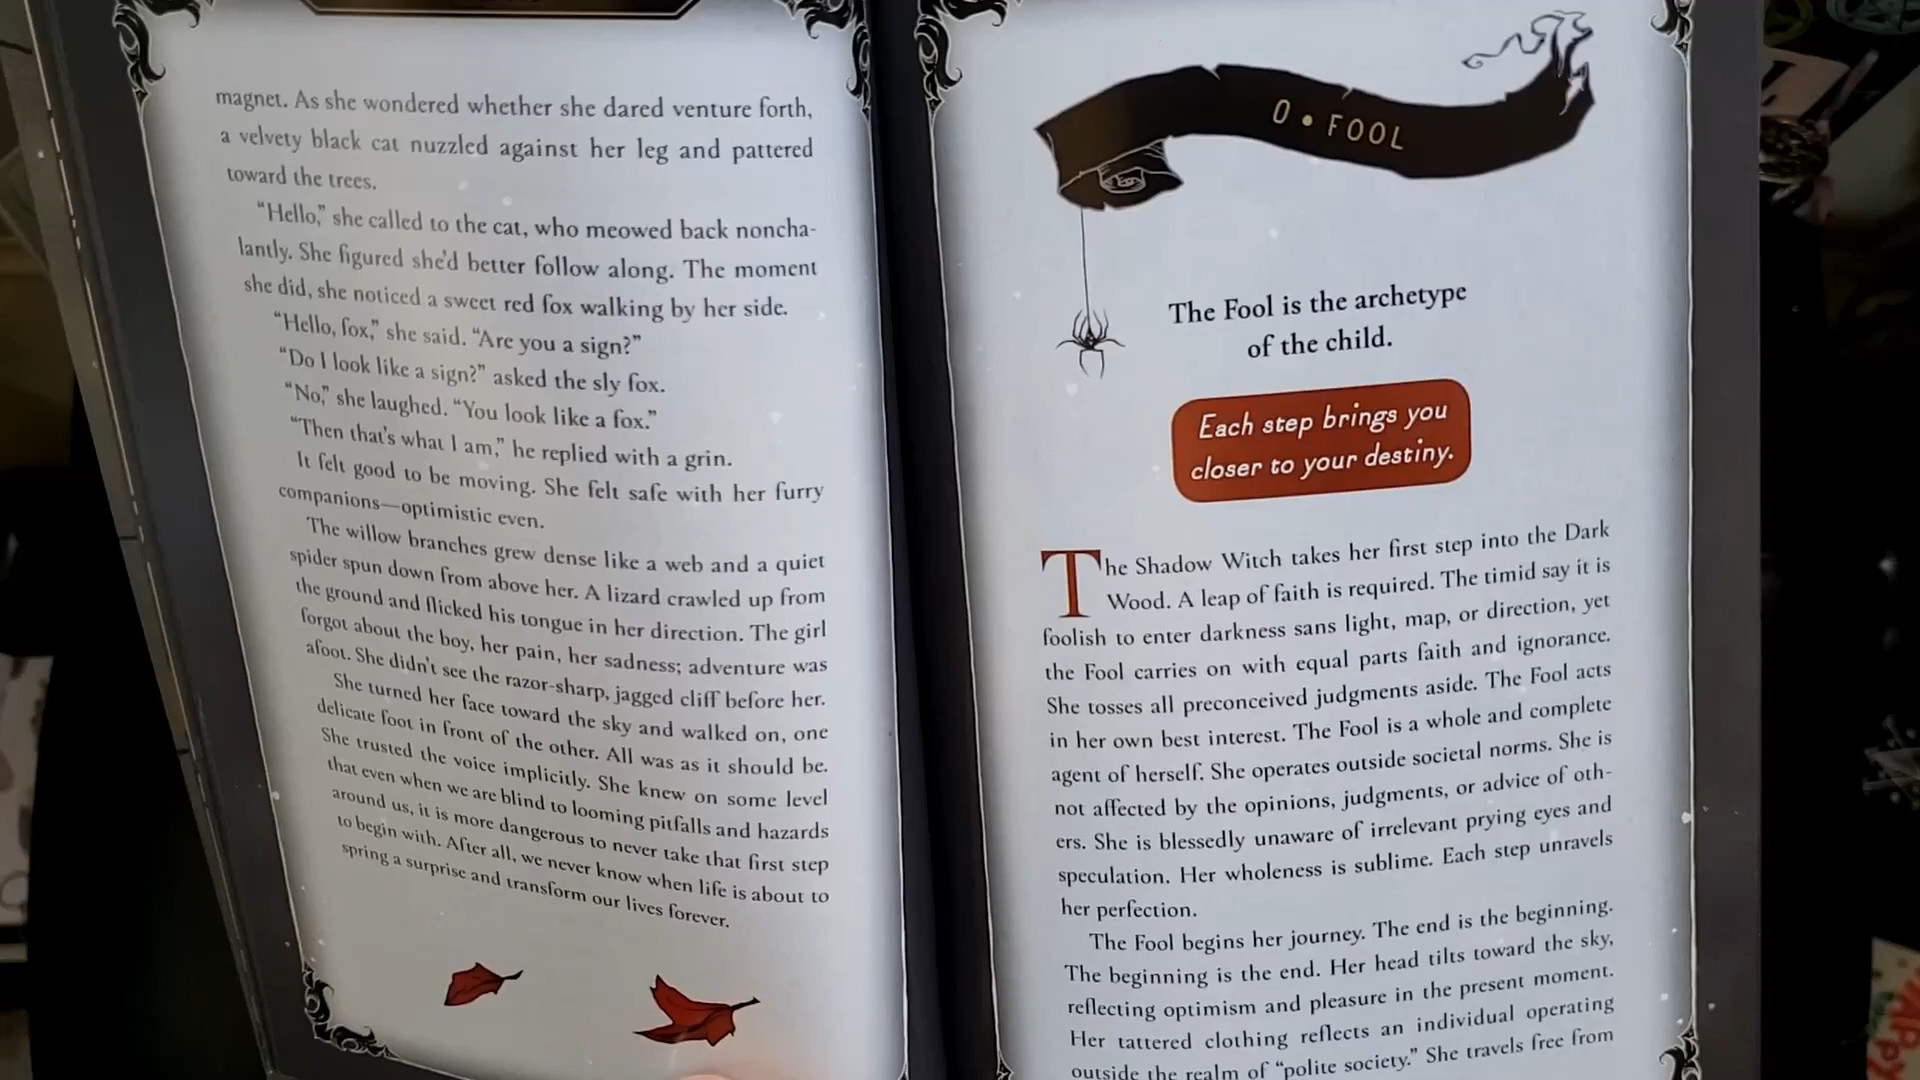 magnet. As she wondered whether she dared venture forth,
a velvety black cat nuzzled against her leg and pattered
toward the trees.
“Hello,” she called to the cat, who meowed back noncha-
lantly. She figured she’d better follow along. The moment
she did, she noticed a sweet red fox walking by her side.
“Hello, fox,” she said. “Are you a sign?”
“Do I look like a sign?” asked the sly fox.
“No,” she laughed. “You look like a fox.”
“Then that’s what I am,” he replied with a grin.
It felt good to be moving. She felt safe with her furry
companions—optimistic even.
The willow branches grew dense like a web and a quiet
spider spun down from above her. A lizard crawled up from
the ground and flicked his tongue in her direction. The girl
forgot about the boy, her pain, her sadness; adventure was
afoot. She didn’t see the razor-sharp, jagged cliff before her.
She turned her face toward the sky and walked on, one
delicate foot in front of the other. All was as it should be.
She trusted the voice implicitly. She knew on some level
that even when we are blind to looming pitfalls and hazards
around us, it is more dangerous to never take that first step
to begin with. After all, we never know when life is about to
spring a surprise and transform our lives forever.
0 • FOOL
The Fool is the archetype
of the child.
Each step brings you
closer to your destiny.
The Shadow Witch takes her first step into the Dark
Wood. A leap of faith is required. The timid say it is
foolish to enter darkness sans light, map, or direction, yet
the Fool carries on with equal parts faith and ignorance.
She tosses all preconceived judgments aside. The Fool acts
in her own best interest. The Fool is a whole and complete
agent of herself. She operates outside societal norms. She is
not affected by the opinions, judgments, or advice of oth-
ers. She is blessedly unaware of irrelevant prying eyes and
speculation. Her wholeness is sublime. Each step unravels
her perfection.
The Fool begins her journey. The end is the beginning.
The beginning is the end. Her head tilts toward the sky,
reflecting optimism and pleasure in the present moment.
Her tattered clothing reflects an individual operating
outside the realm of “polite society.” She travels free from